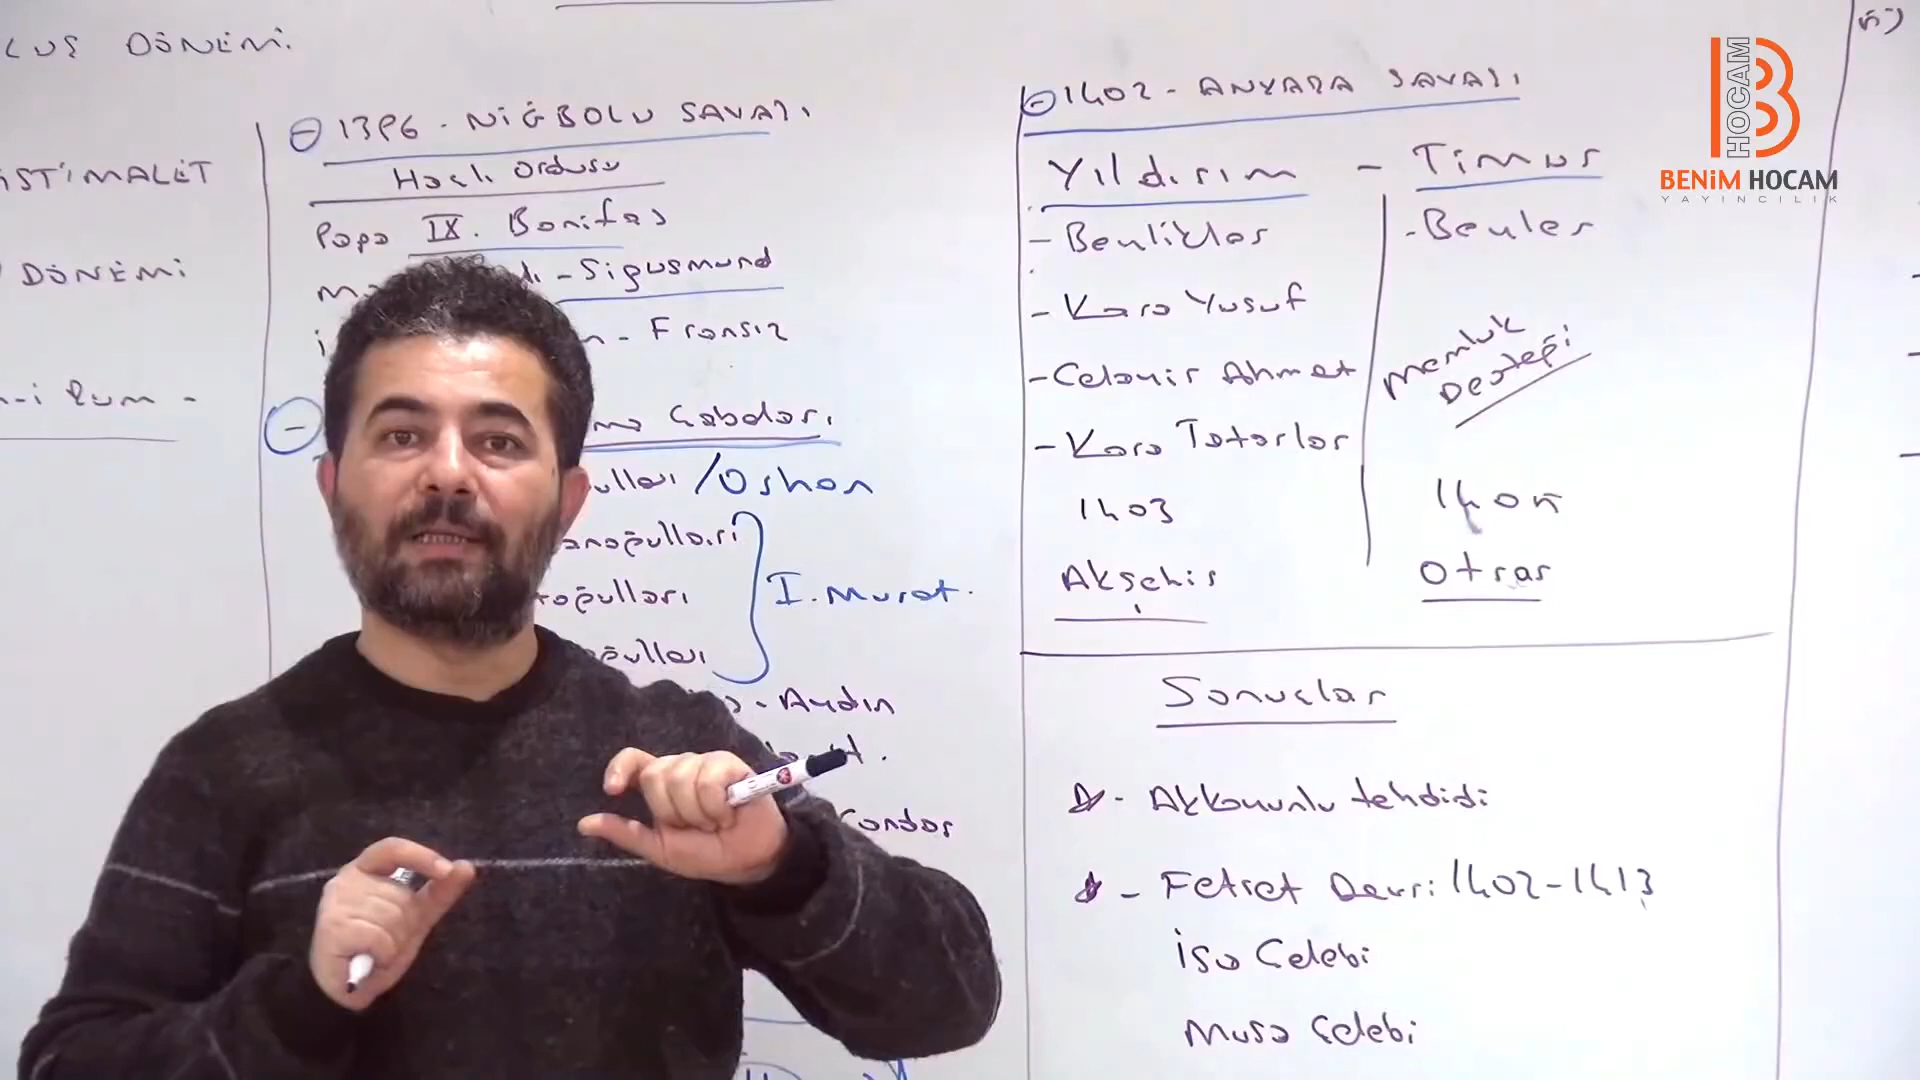 DÖNEMİ.
İSTİMALET
DÖNEMİ
-i Rum -
- 1396 - NİĞBOLU SAVAŞI
Haçlı Ordusu
Papa IX. Bonifas
- Sigusmund
- Fransız
Çabaları
/Orhan
I. Murat.
- Aydın
Candar
- 1402 - ANKARA SAVAŞI
Yıldırım - Timur
- Beylikler
- Beyler
- Kara Yusuf
- Celayir Ahmet
Memluk
Desteği
- Kara Tatarlar
1403
1405
Akşehir
Otrar
Sonuçlar
- Akkoyunlu tehdidi
- Fetret Devri 1402-1413
İsa Çelebi
Musa Çelebi
HOCAM
B
BENİM HOCAM
YAYINCILIK